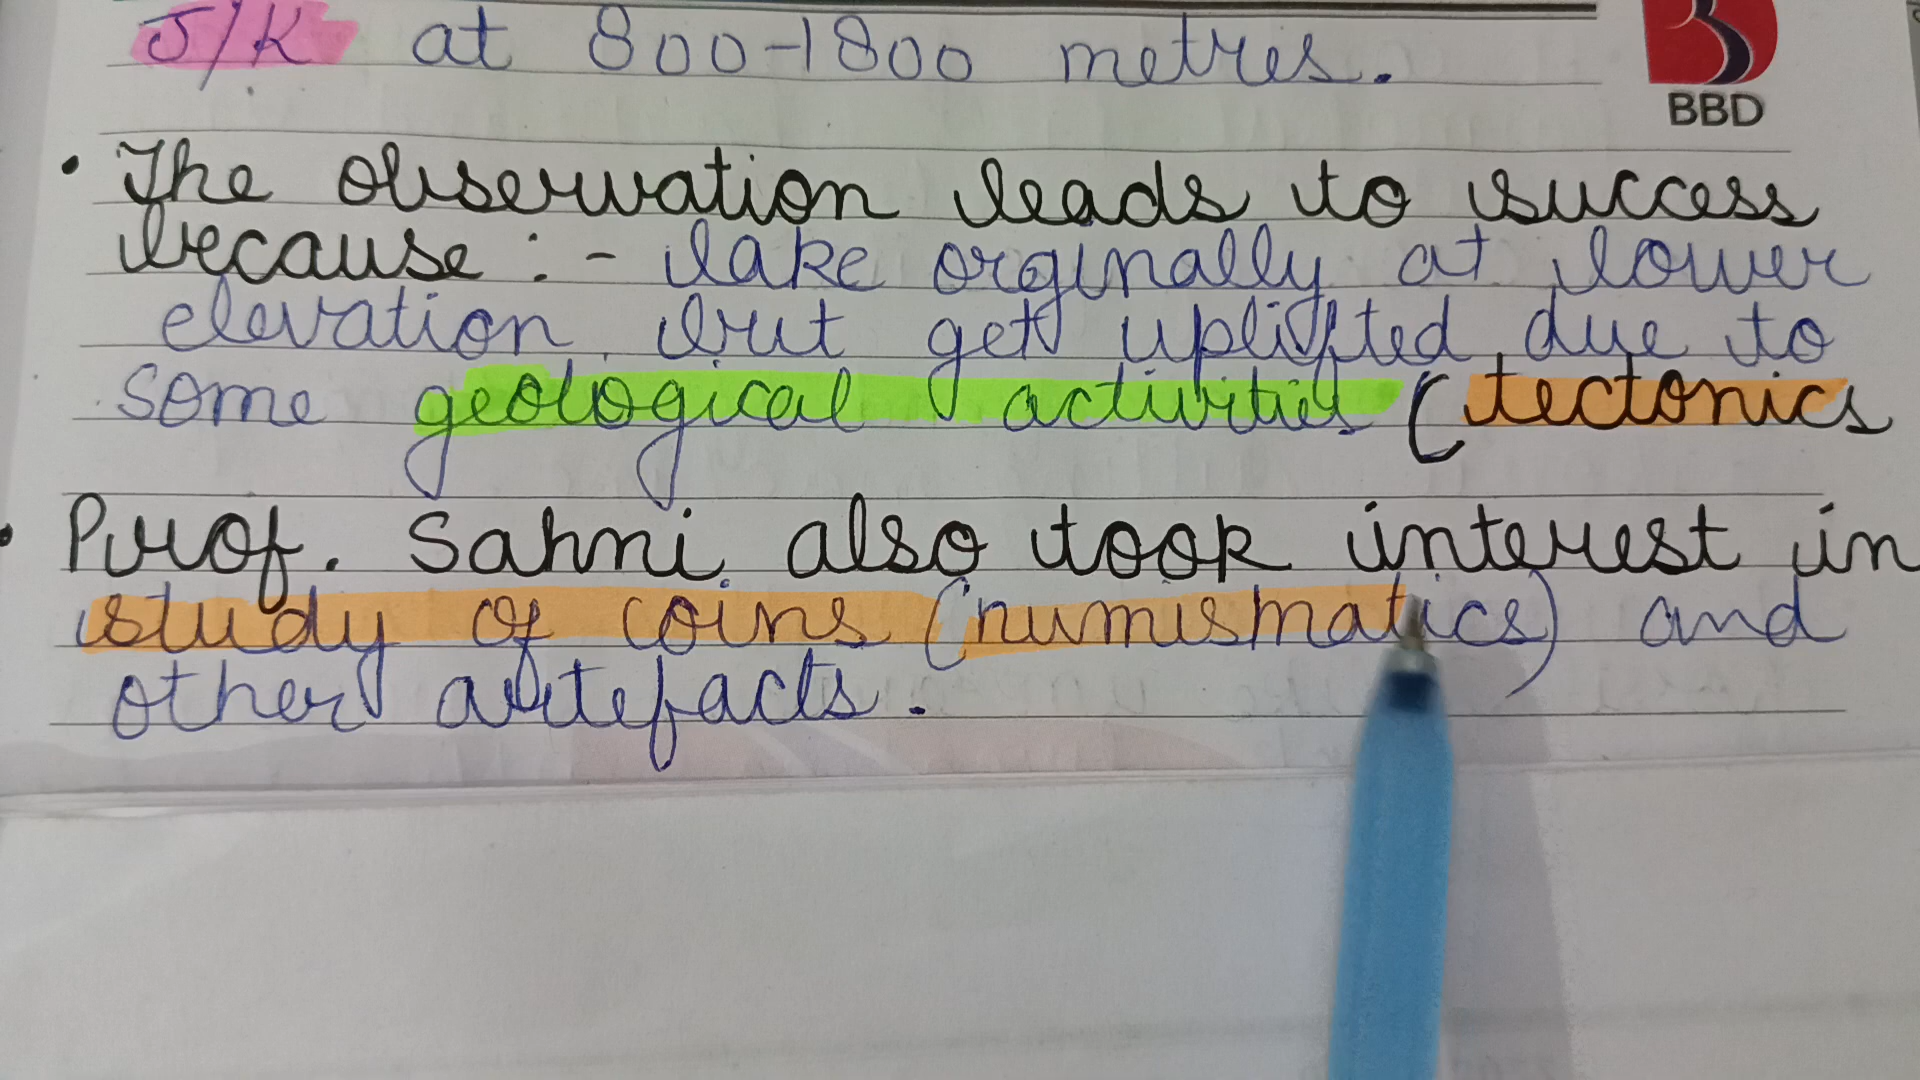 J/K at 800-1800 metres.
BBD
• The observation leads to success
because :- lake orginally at lower
elevation but get uplifted due to
some geological activities (tectonics
• Prof. Sahni also took interest in
study of coins (numismatics) and
other artefacts.